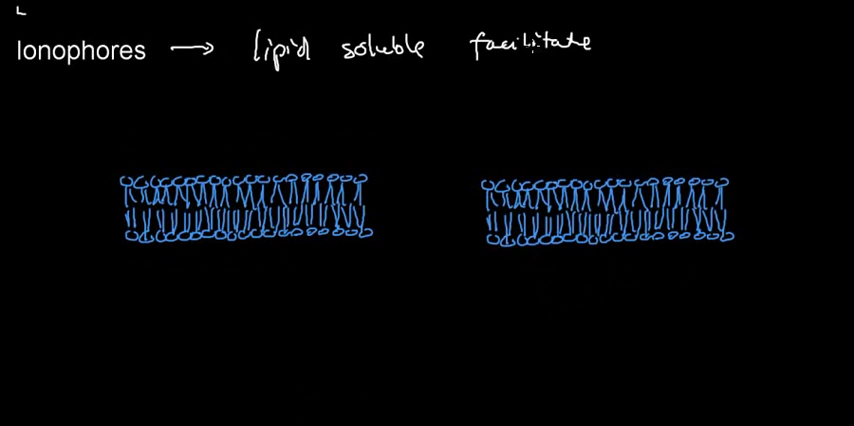 Ionophores → lipid soluble facilitate